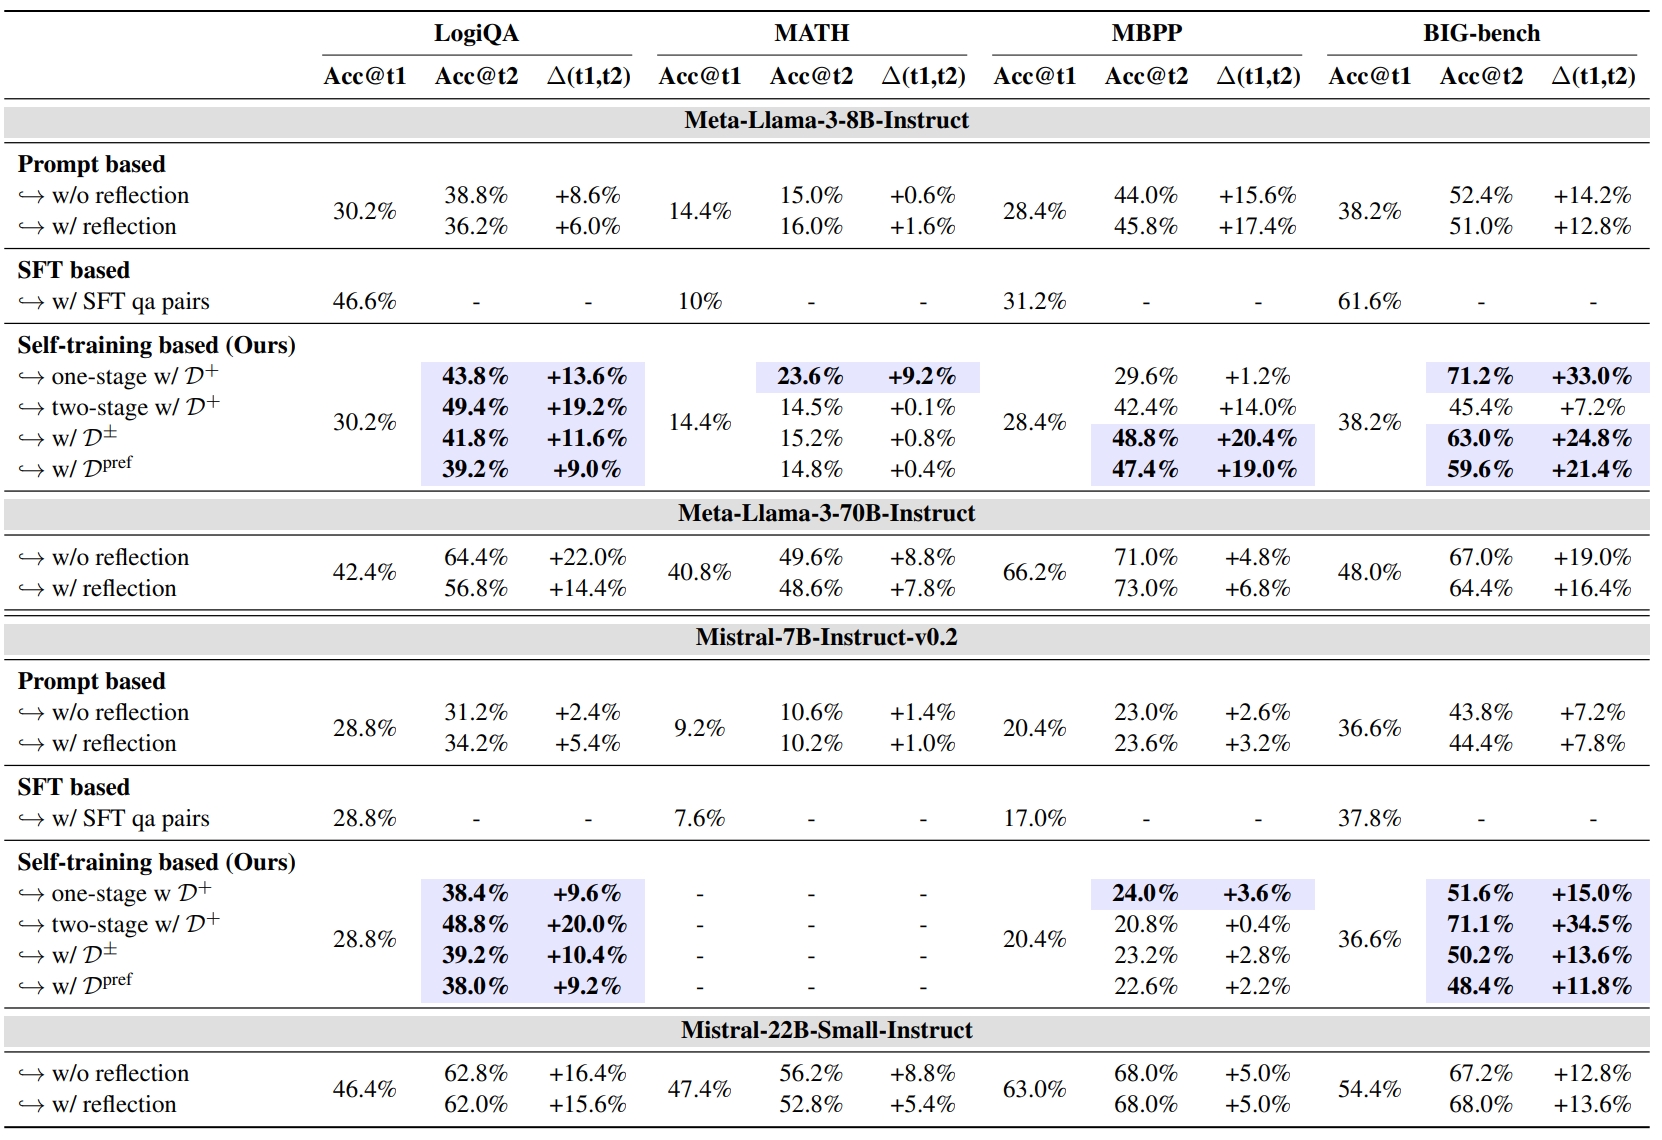 LogiQA MATH MBPP BIG-bench
Acc@t1 Acc@t2 Δ(t1,t2) Acc@t1 Acc@t2 Δ(t1,t2) Acc@t1 Acc@t2 Δ(t1,t2) Acc@t1 Acc@t2 Δ(t1,t2)
Meta-Llama-3-8B-Instruct
Prompt based
↪ w/o reflection 38.8% +8.6% 15.0% +0.6% 44.0% +15.6% 52.4% +14.2%
30.2% 14.4% 28.4% 38.2%
↪ w/ reflection 36.2% +6.0% 16.0% +1.6% 45.8% +17.4% 51.0% +12.8%
SFT based
↪ w/ SFT qa pairs 46.6% - - 10% - - 31.2% - - 61.6% - -
Self-training based (Ours)
↪ one-stage w/ 𝒟⁺ 43.8% +13.6% 23.6% +9.2% 29.6% +1.2% 71.2% +33.0%
↪ two-stage w/ 𝒟⁺ 49.4% +19.2% 14.5% +0.1% 42.4% +14.0% 45.4% +7.2%
30.2% 14.4% 28.4% 38.2%
↪ w/ 𝒟± 41.8% +11.6% 15.2% +0.8% 48.8% +20.4% 63.0% +24.8%
↪ w/ 𝒟pref 39.2% +9.0% 14.8% +0.4% 47.4% +19.0% 59.6% +21.4%
Meta-Llama-3-70B-Instruct
↪ w/o reflection 64.4% +22.0% 49.6% +8.8% 71.0% +4.8% 67.0% +19.0%
42.4% 40.8% 66.2% 48.0%
↪ w/ reflection 56.8% +14.4% 48.6% +7.8% 73.0% +6.8% 64.4% +16.4%
Mistral-7B-Instruct-v0.2
Prompt based
↪ w/o reflection 31.2% +2.4% 10.6% +1.4% 23.0% +2.6% 43.8% +7.2%
28.8% 9.2% 20.4% 36.6%
↪ w/ reflection 34.2% +5.4% 10.2% +1.0% 23.6% +3.2% 44.4% +7.8%
SFT based
↪ w/ SFT qa pairs 28.8% - - 7.6% - - 17.0% - - 37.8% - -
Self-training based (Ours)
↪ one-stage w 𝒟⁺ 38.4% +9.6% - - - 24.0% +3.6% 51.6% +15.0%
↪ two-stage w/ 𝒟⁺ 48.8% +20.0% - - - 20.8% +0.4% 71.1% +34.5%
28.8% 20.4% 36.6%
↪ w/ 𝒟± 39.2% +10.4% - - - 23.2% +2.8% 50.2% +13.6%
↪ w/ 𝒟pref 38.0% +9.2% - - - 22.6% +2.2% 48.4% +11.8%
Mistral-22B-Small-Instruct
↪ w/o reflection 62.8% +16.4% 56.2% +8.8% 68.0% +5.0% 67.2% +12.8%
46.4% 47.4% 63.0% 54.4%
↪ w/ reflection 62.0% +15.6% 52.8% +5.4% 68.0% +5.0% 68.0% +13.6%